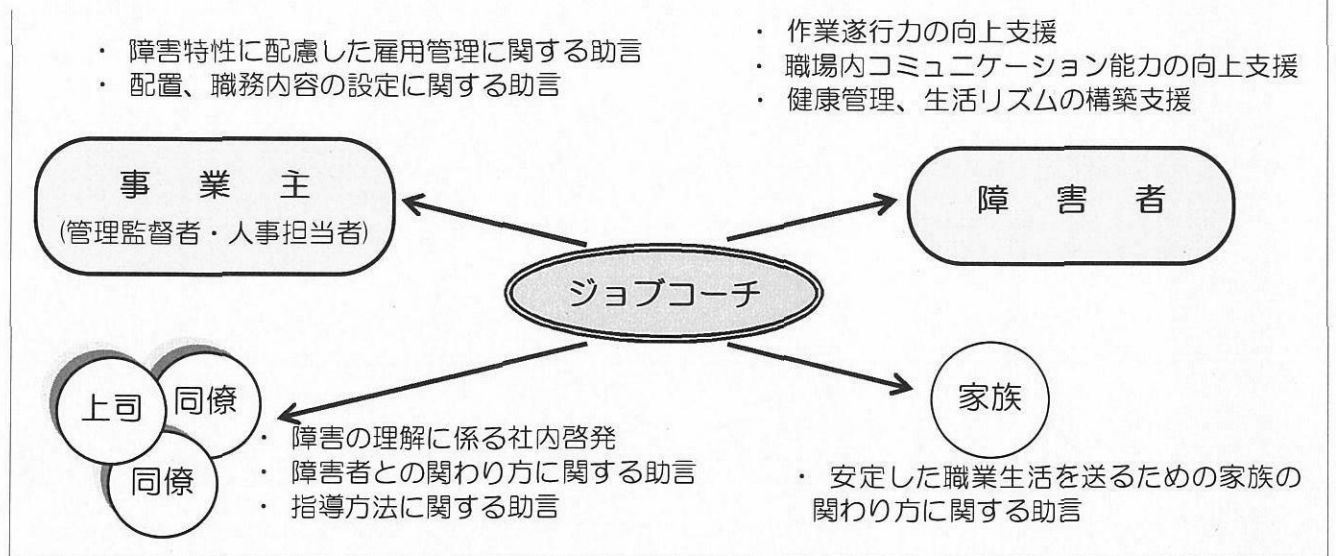 ・ 障害特性に配慮した雇用管理に関する助言
・ 配置、職務内容の設定に関する助言
・ 作業遂行力の向上支援
・ 職場内コミュニケーション能力の向上支援
・ 健康管理、生活リズムの構築支援
事 業 主
(管理監督者・人事担当者)
障 害 者
ジョブコーチ
上司
同僚
同僚
・ 障害の理解に係る社内啓発
・ 障害者との関わり方に関する助言
・ 指導方法に関する助言
家族
・ 安定した職業生活を送るための家族の
関わり方に関する助言